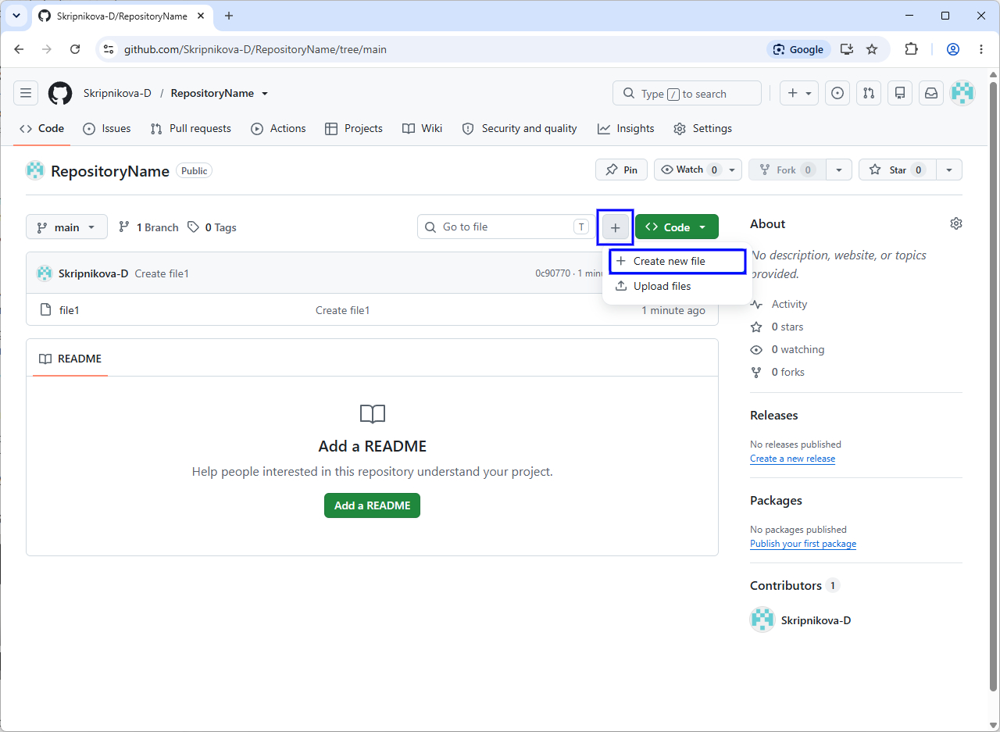 Skripnikova-D/RepositoryName
github.com/Skripnikova-D/RepositoryName/tree/main
Google
Skripnikova-D / RepositoryName
Type / to search
Code Issues Pull requests Actions Projects Wiki Security and quality Insights Settings
RepositoryName Public
Pin Watch 0 Fork 0 Star 0
main 1 Branch 0 Tags
Go to file T
Code
Create new file
Upload files
Skripnikova-D Create file1
0c90770 · 1
file1 Create file1 1 minute ago
README
Add a README
Help people interested in this repository understand your project.
Add a README
About
No description, website, or topics
provided.
Activity
0 stars
0 watching
0 forks
Releases
No releases published
Create a new release
Packages
No packages published
Publish your first package
Contributors 1
Skripnikova-D